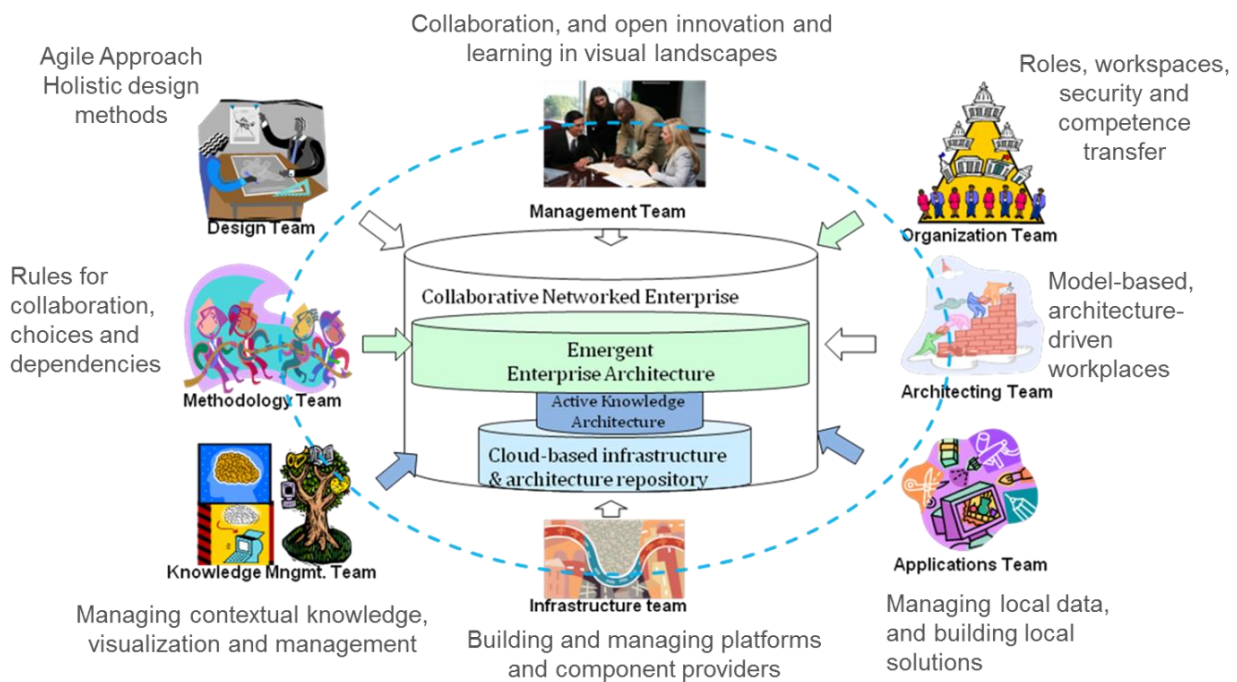 Collaboration, and open innovation and
learning in visual landscapes
Agile Approach
Holistic design
methods
Roles, workspaces,
security and
competence
transfer
Design Team
Management Team
Organization Team
Rules for
collaboration,
choices and
dependencies
Methodology Team
Collaborative Networked Enterprise
Emergent
Enterprise Architecture
Active Knowledge
Architecture
Cloud-based infrastructure
& architecture repository
Model-based,
architecture-
driven
workplaces
Architecting Team
Knowledge Mngmt. Team
Infrastructure team
Applications Team
Managing contextual knowledge,
visualization and management
Building and managing platforms
and component providers
Managing local data,
and building local
solutions